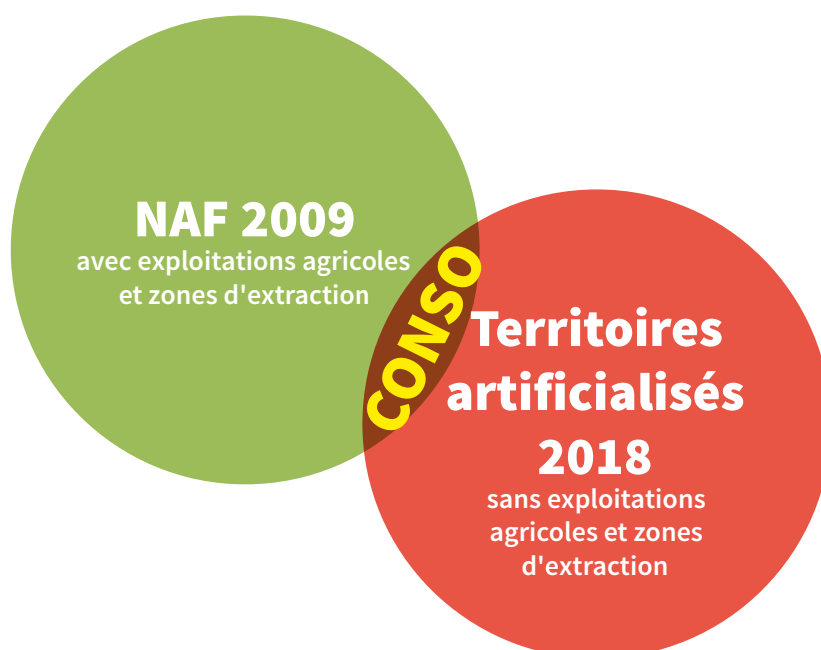 NAF 2009
avec exploitations agricoles
et zones d'extraction
CONSO
Territoires
artificialisés
2018
sans exploitations
agricoles et zones
d'extraction